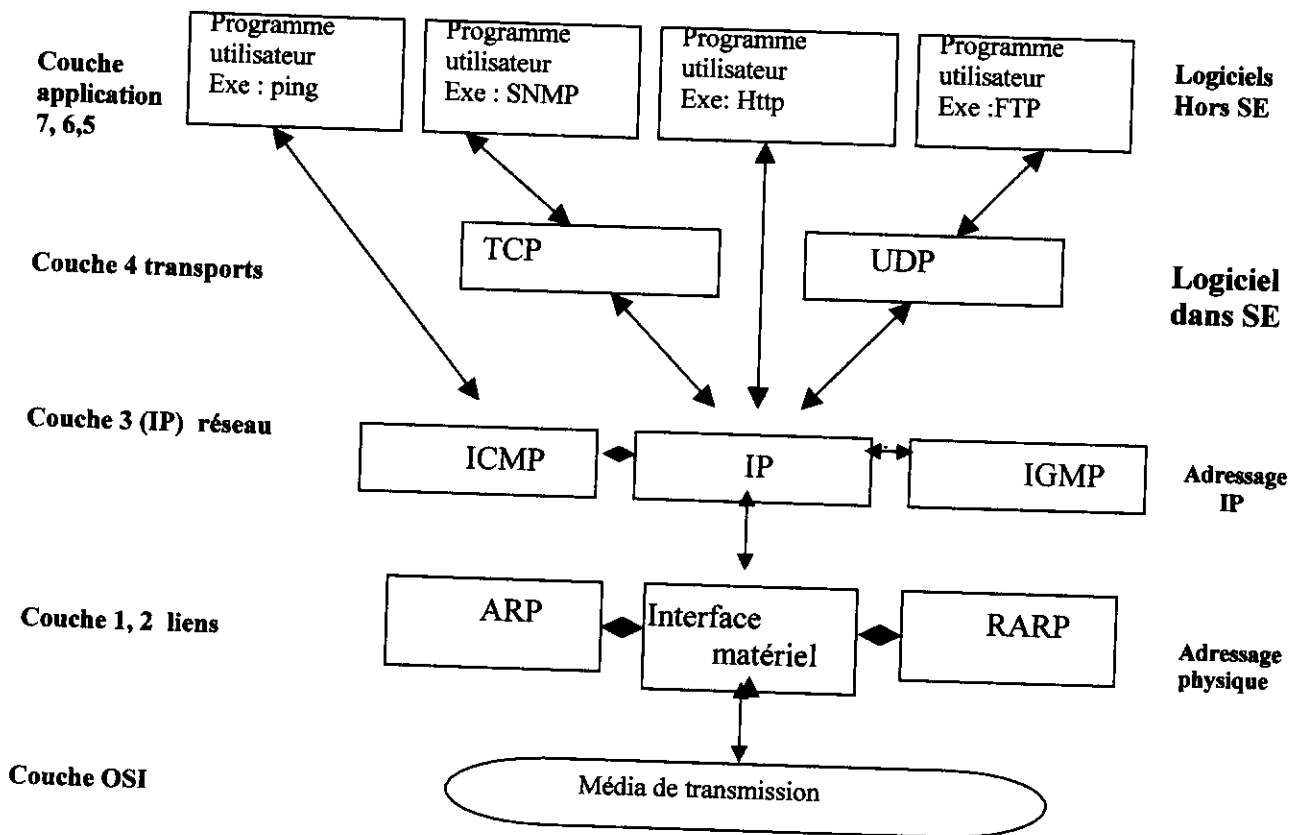 Couche
application
7, 6,5
Programme
utilisateur
Exe : ping
Programme
utilisateur
Exe : SNMP
Programme
utilisateur
Exe: Http
Programme
utilisateur
Exe :FTP
Logiciels
Hors SE
Couche 4 transports
TCP
UDP
Logiciel
dans SE
Couche 3 (IP) réseau
ICMP
IP
IGMP
Adressage
IP
Couche 1, 2 liens
ARP
Interface
matériel
RARP
Adressage
physique
Couche OSI
Média de transmission